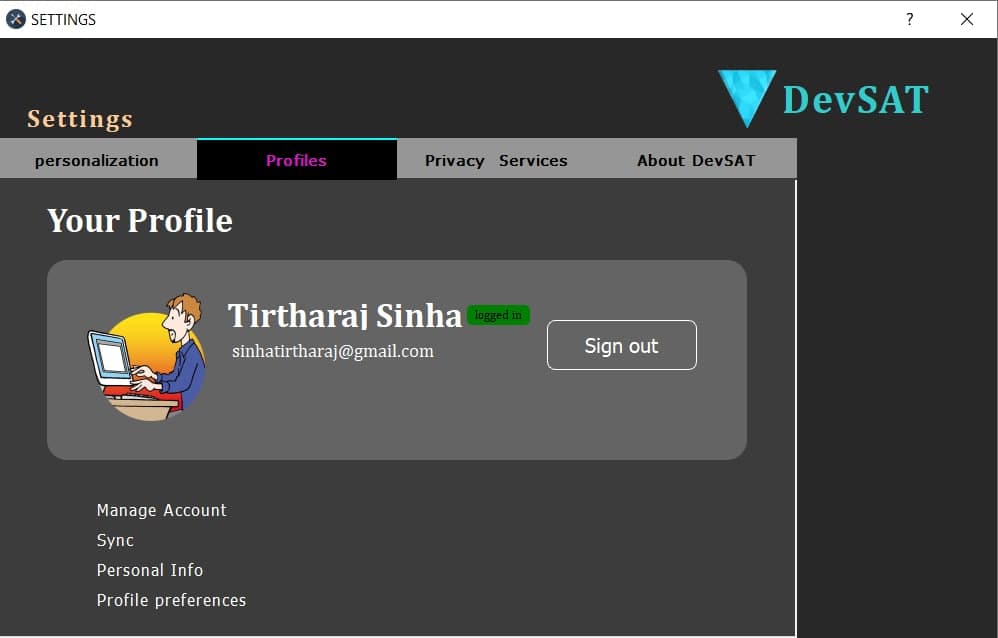 SETTINGS ?
DevSAT
Settings
personalization Profiles Privacy Services About DevSAT
Your Profile
Tirtharaj Sinha logged in
sinhatirtharaj@gmail.com
Sign out
Manage Account
Sync
Personal Info
Profile preferences